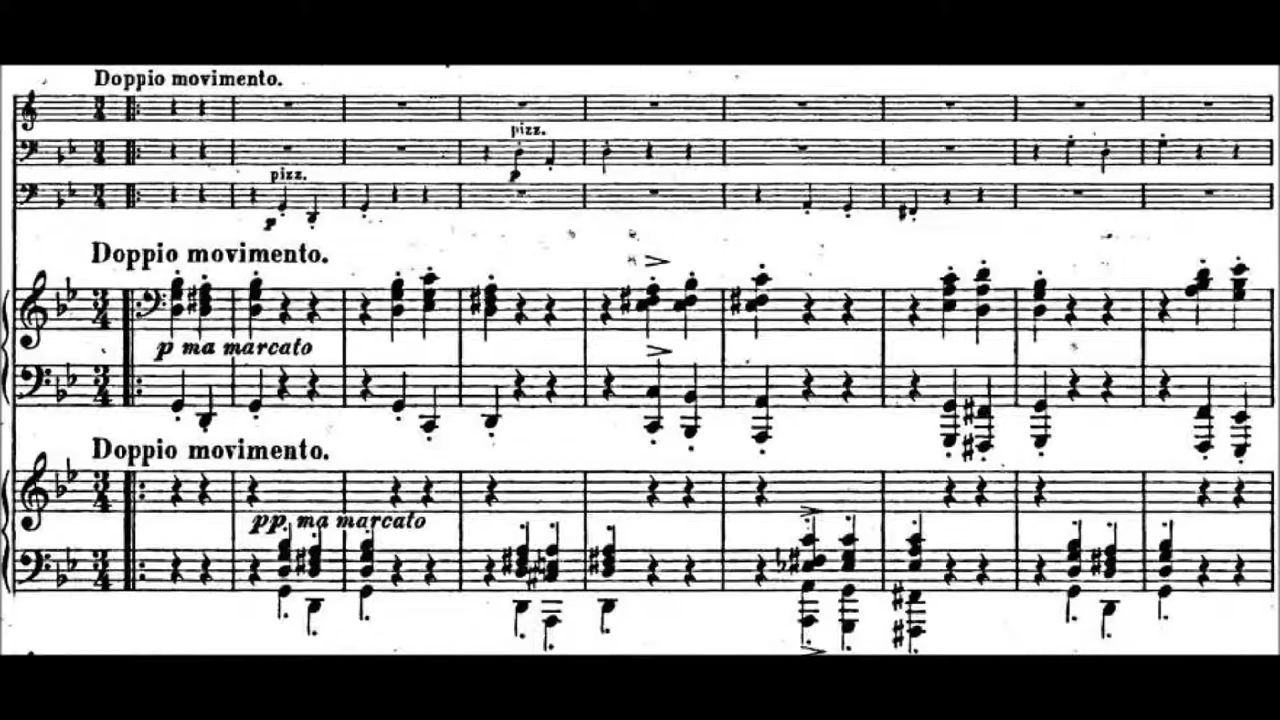 Doppio movimento.
pizz.
p
pizz.
p
Doppio movimento.
p ma marcato
Doppio movimento.
pp ma marcato